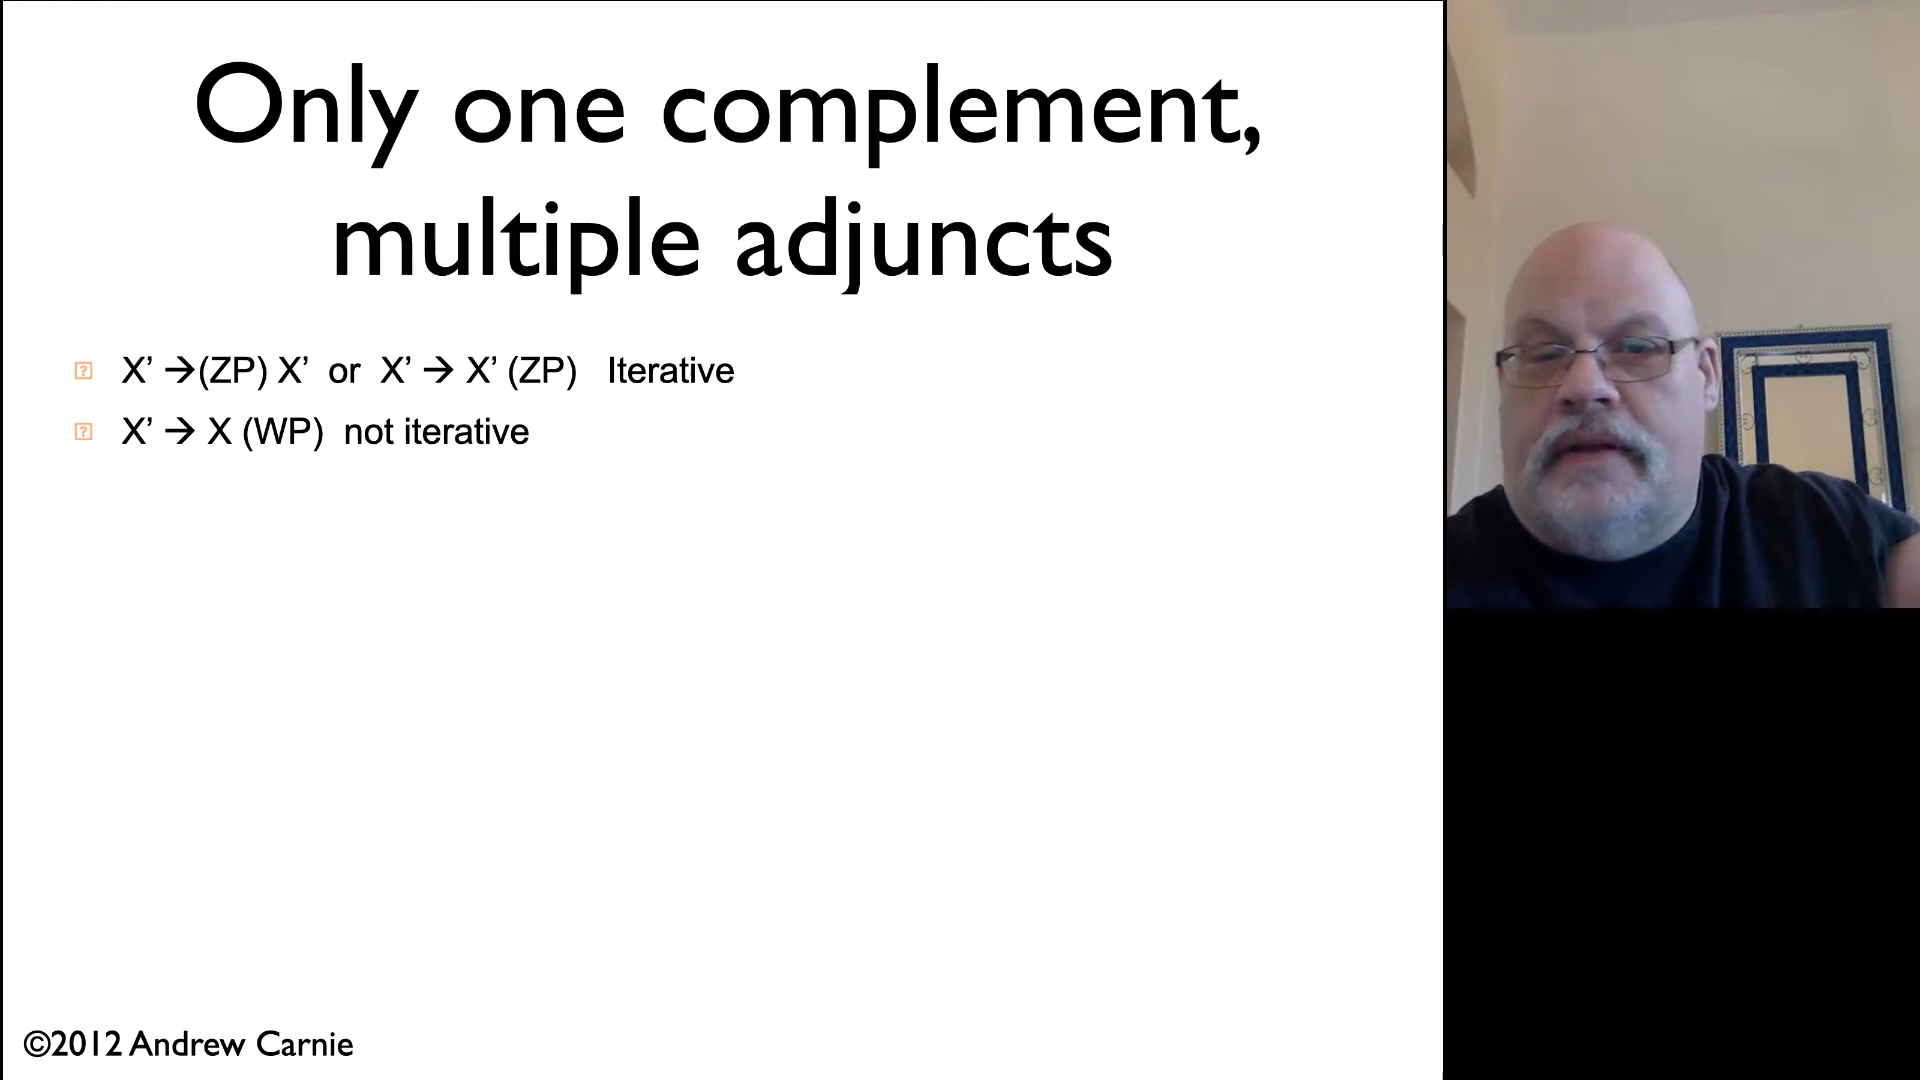 Only one complement,
multiple adjuncts
X’ →(ZP) X’ or X’ → X’ (ZP) Iterative
X’ → X (WP) not iterative
©2012 Andrew Carnie